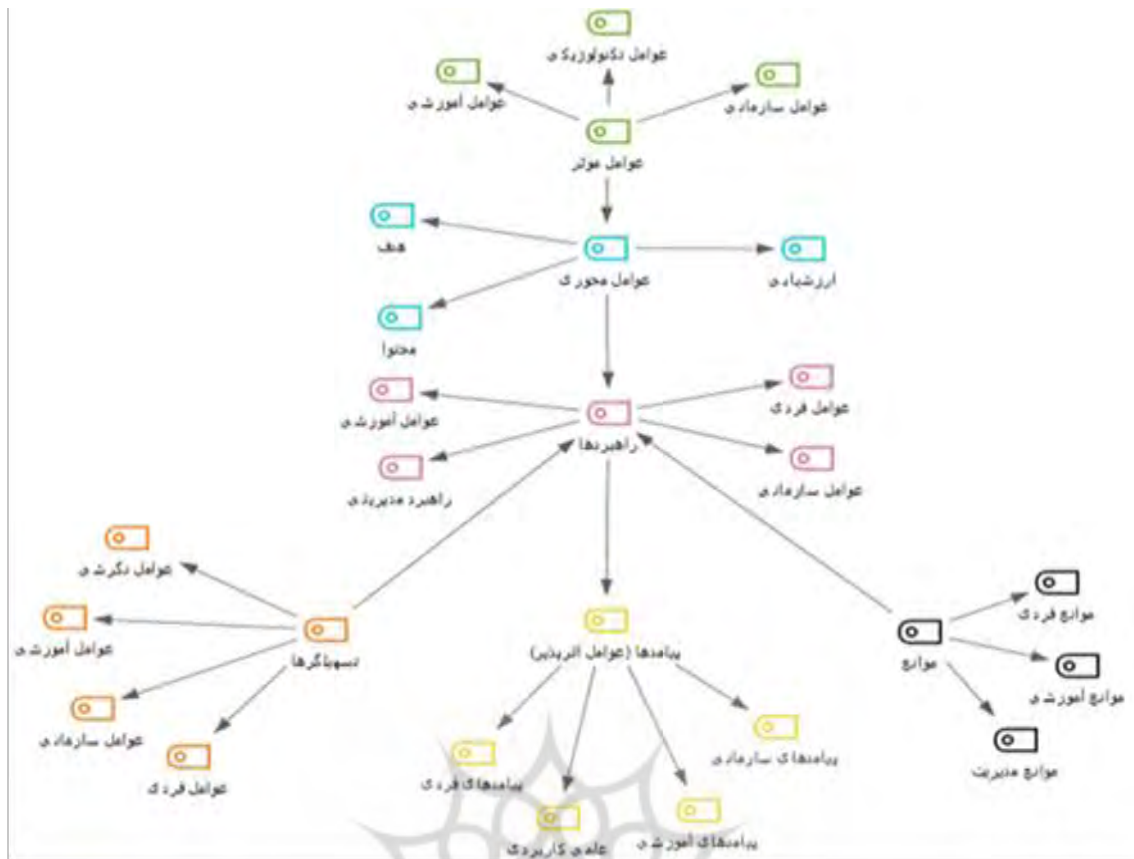 عوامل تکنولوژیکی
عوامل سازمانی
عوامل آموزشی
عوامل موثر
هدف
عوامل محوری
ارزشیابی
محتوا
عوامل فردی
عوامل آموزشی
راهبردها
عوامل سازمانی
راهبرد مدیریتی
عوامل نگرشی
موانع فردی
عوامل آموزشی
تسهیلگرها
پیامدها (عوامل اثرپذیر)
موانع
موانع آموزشی
عوامل سازمانی
پیامدهای سازمانی
موانع مدیریت
عوامل فردی
پیامدهای فردی
پیامدهای آموزشی
علمی کاربردی